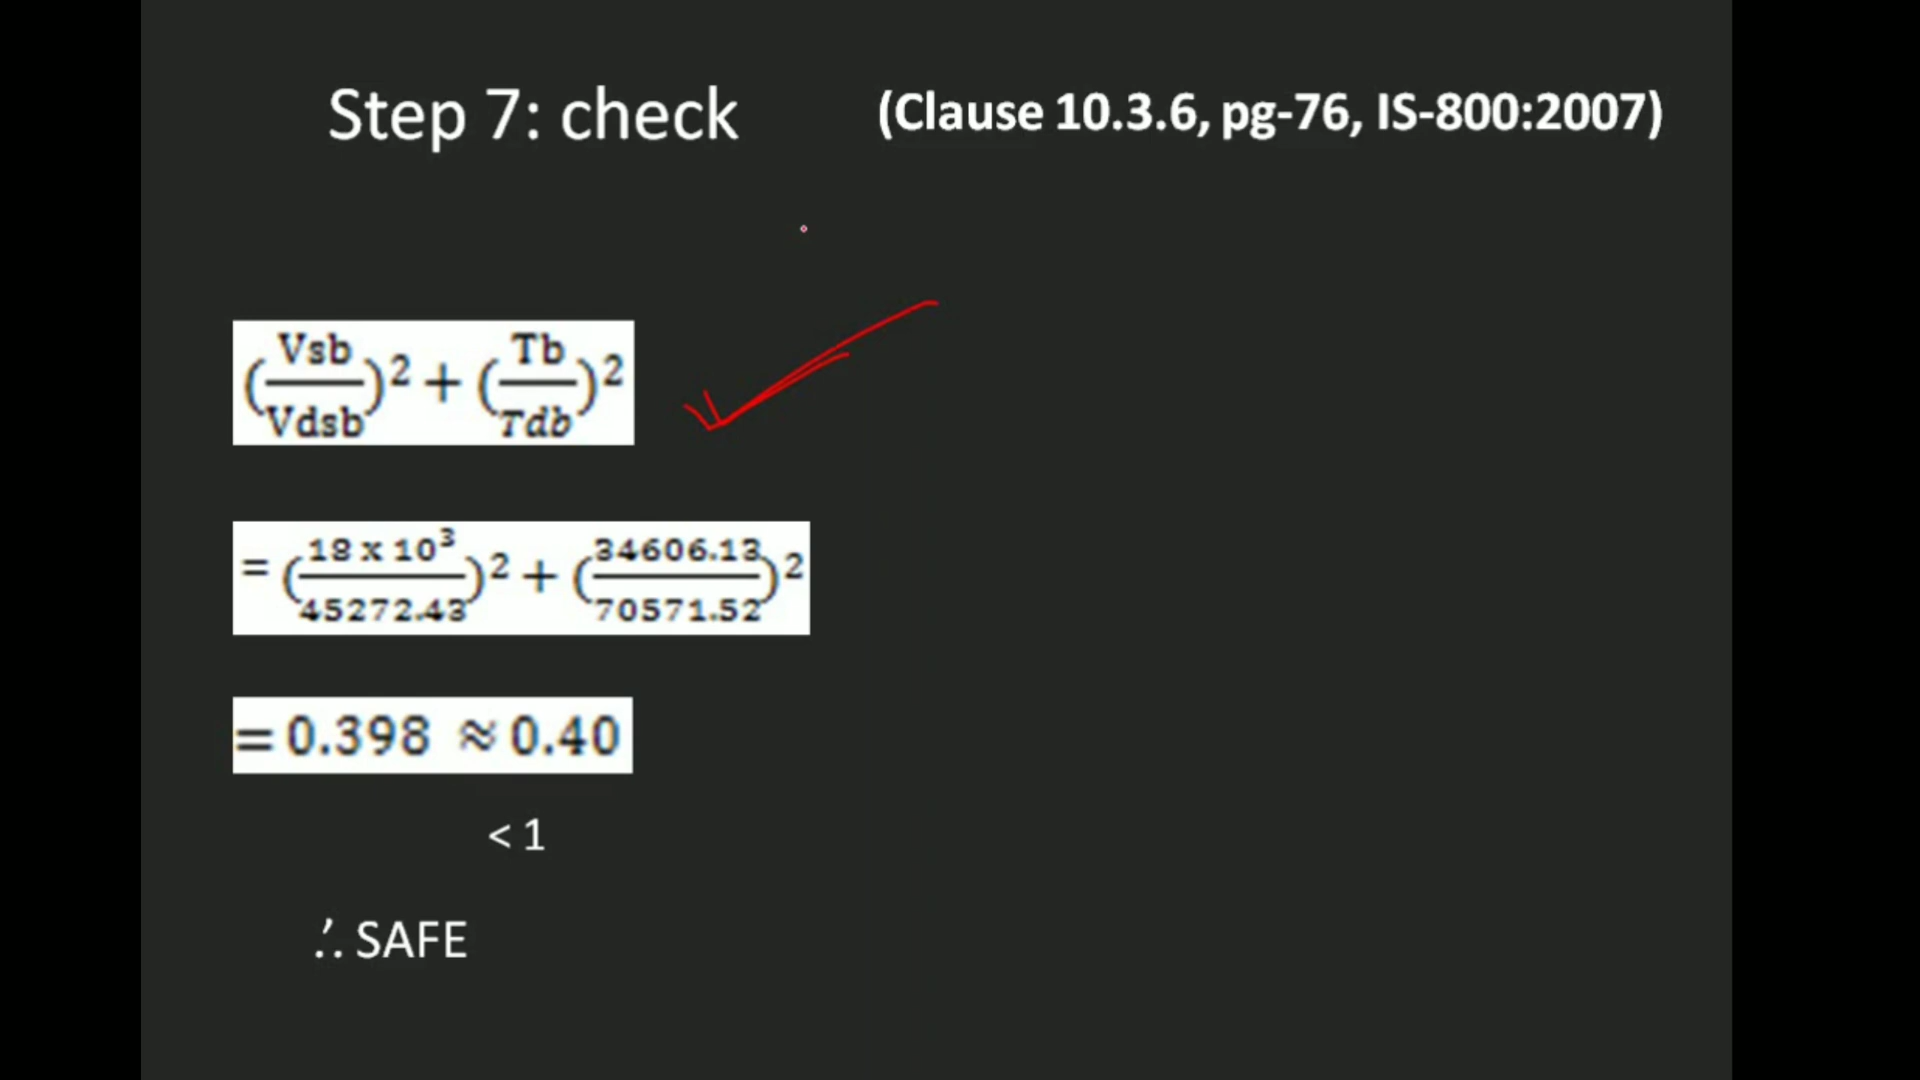 Step 7: check (Clause 10.3.6, pg-76, IS-800:2007)
(Vsb/Vdsb)² + (Tb/Tdb)²
= (18 x 10³/45272.43)² + (34606.13/70571.52)²
= 0.398 ≈ 0.40
< 1
.’. SAFE